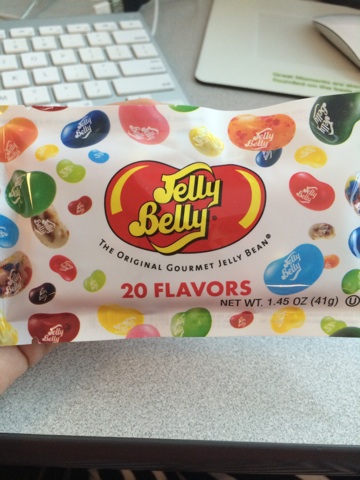 Jelly
Belly®
THE ORIGINAL GOURMET JELLY BEAN®
20 FLAVORS
NET WT. 1.45 OZ (41g) U